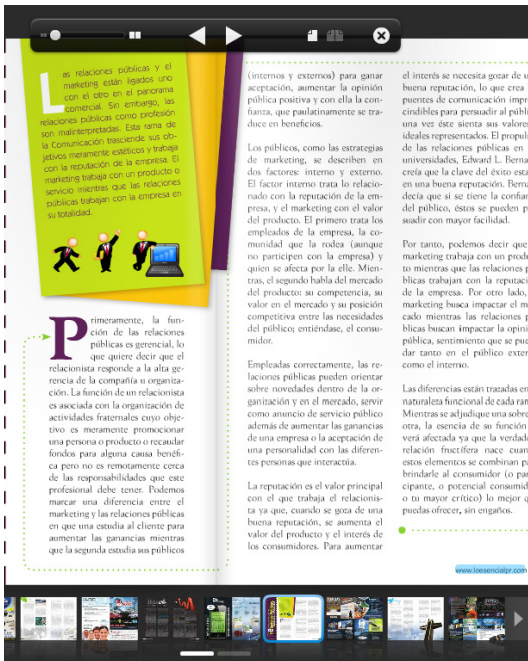 Las relaciones públicas y el
marketing están ligados uno
con el otro en el panorama
comercial. Sin embargo, las
relaciones públicas como profesión
son malinterpretadas. Esta rama de
la Comunicación trasciende sus ob-
jetivos meramente estéticos y trabaja
con la reputación de la empresa. El
marketing trabaja con un producto o
servicio mientras que las relaciones
públicas trabajan con la empresa en
su totalidad.
Primeramente, la fun-
ción de las relaciones
públicas es gerencial, lo
que quiere decir que el
relacionista responde a la alta ge-
rencia de la compañía u organiza-
ción. La función de un relacionista
es asociada con la organización de
actividades fraternales cuyo obje-
tivo es meramente promocionar
una persona o producto o recaudar
fondos para alguna causa benéfi-
ca pero no es remotamente cerca
de las responsabilidades que este
profesional debe tener. Podemos
marcar una diferencia entre el
marketing y las relaciones públicas
en que una estudia al cliente para
aumentar las ganancias mientras
que la segunda estudia sus públicos
(internos y externos) para ganar
aceptación, aumentar la opinión
pública positiva y con ella la con-
fianza, que paulatinamente se tra-
duce en beneficios.
Los públicos, como las estrategias
de marketing, se describen en
dos factores: interno y externo.
El factor interno trata lo relacio-
nado con la reputación de la em-
presa, y el marketing con el valor
del producto. El primero trata los
empleados de la empresa, la co-
munidad que la rodea (aunque
no participen con la empresa) y
quien se afecta por la elle. Mien-
tras, el segundo habla del mercado
del producto: su competencia, su
valor en el mercado y su posición
competitiva entre las necesidades
del público; entiéndase, el consu-
midor.
Empleadas correctamente, las re-
laciones públicas pueden orientar
sobre novedades dentro de la or-
ganización y en el mercado, servir
como anuncio de servicio público
además de aumentar las ganancias
de una empresa o la aceptación de
una personalidad con las diferen-
tes personas que interactúa.
La reputación es el valor principal
con el que trabaja el relacionis-
ta ya que, cuando se goza de una
buena reputación, se aumenta el
valor del producto y el interés de
los consumidores. Para aumentar
el interés se necesita gozar de u
buena reputación, lo que crea
puentes de comunicación impr
cindibles para persuadir al públic
una vez éste sienta sus valores
ideales representados. El propul
de las relaciones públicas en
universidades, Edward L. Berna
creía que la clave del éxito esta
en una buena reputación. Berna
decía que si se tiene la confian
del público, éstos se pueden p
suadir con mayor facilidad.
Por tanto, podemos decir que
marketing trabaja con un produ
to mientras que las relaciones p
blicas trabajan con la reputaci
de la empresa. Por otro lado,
marketing busca impactar el m
cado mientras las relaciones p
blicas buscan impactar la opini
pública, sentimiento que se pue
dar tanto en el público exter
como el interno.
Las diferencias están tratadas en
naturaleza funcional de cada ram
Mientras se adjudique una sobre
otra, la esencia de su función
verá afectada ya que la verdad
relación fructífera nace cuan
estos elementos se combinan pa
brindarle al consumidor (o par
cipante, o potencial consumid
o tu mayor crítico) lo mejor q
puedas ofrecer, sin engaños.
www.loesencialpr.com